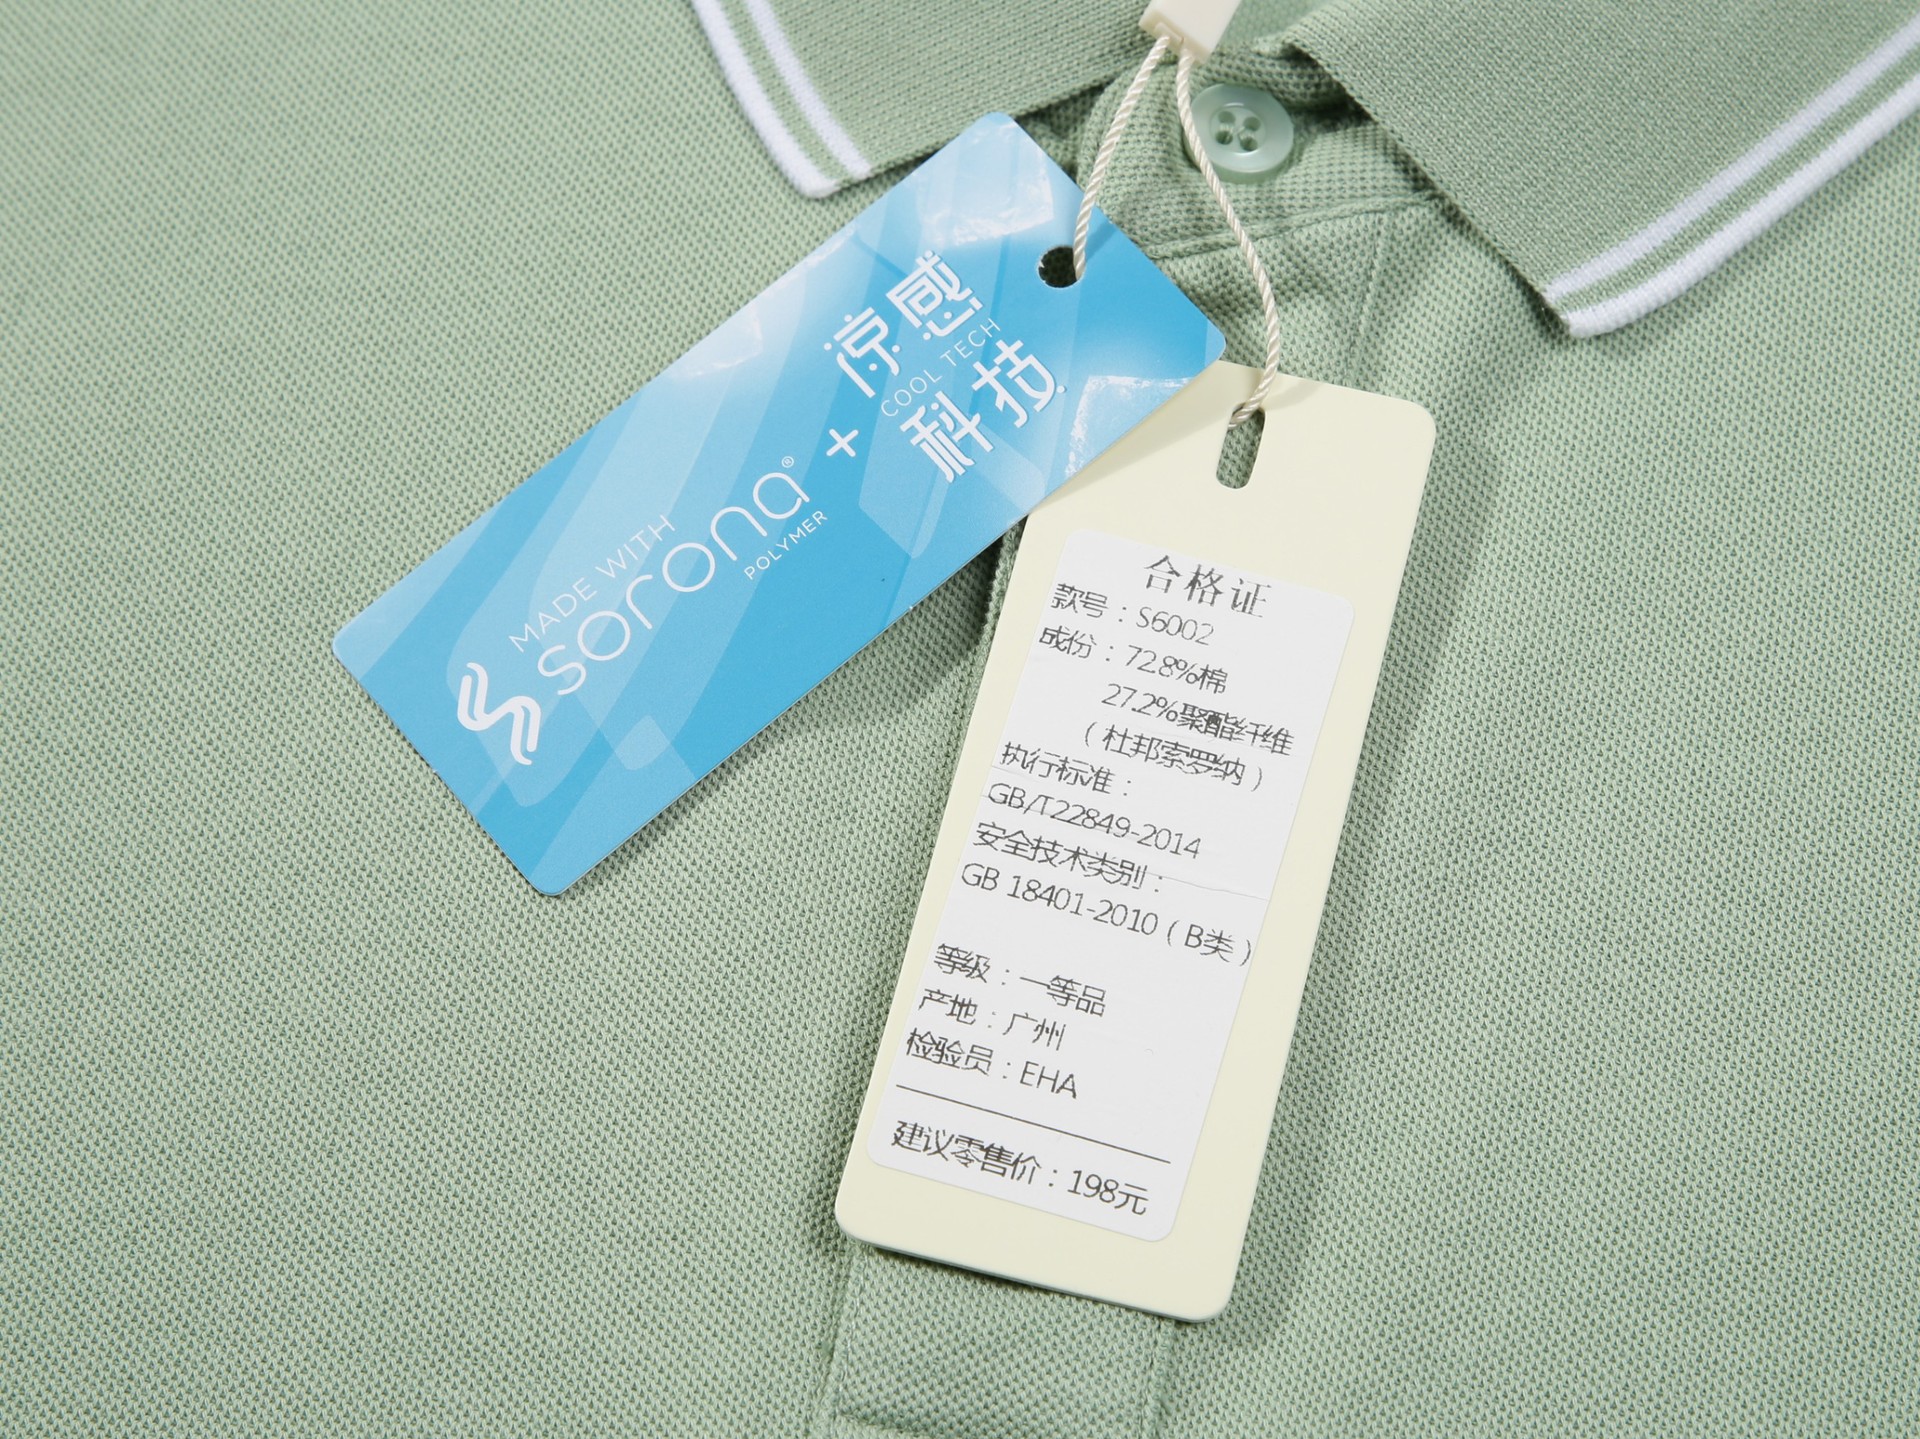 凉感
COOL TECH
科技
+
MADE WITH
sorona®
POLYMER
合格证
款号：S6002
成份：72.8%棉
27.2%聚酯纤维
（杜邦索罗纳）
执行标准：
GB/T22849-2014
安全技术类别：
GB 18401-2010（B类）
等级：一等品
产地：广州
检验员：EHA
建议零售价：198元